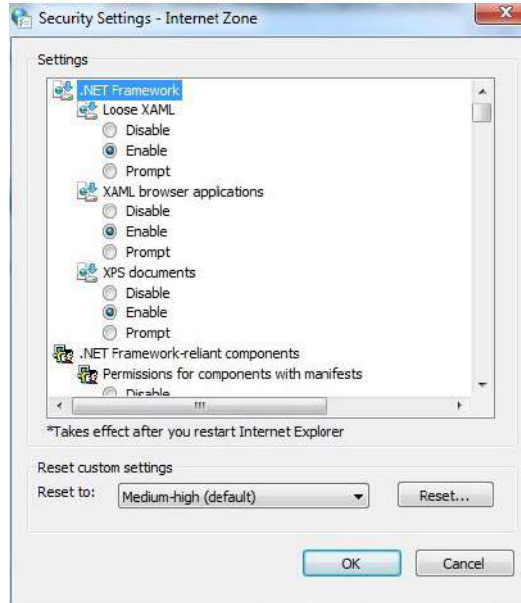 Security Settings - Internet Zone
Settings
.NET Framework
Loose XAML
Disable
Enable
Prompt
XAML browser applications
Disable
Enable
Prompt
XPS documents
Disable
Enable
Prompt
.NET Framework-reliant components
Permissions for components with manifests
Disable
*Takes effect after you restart Internet Explorer
Reset custom settings
Reset to: Medium-high (default) Reset...
OK Cancel